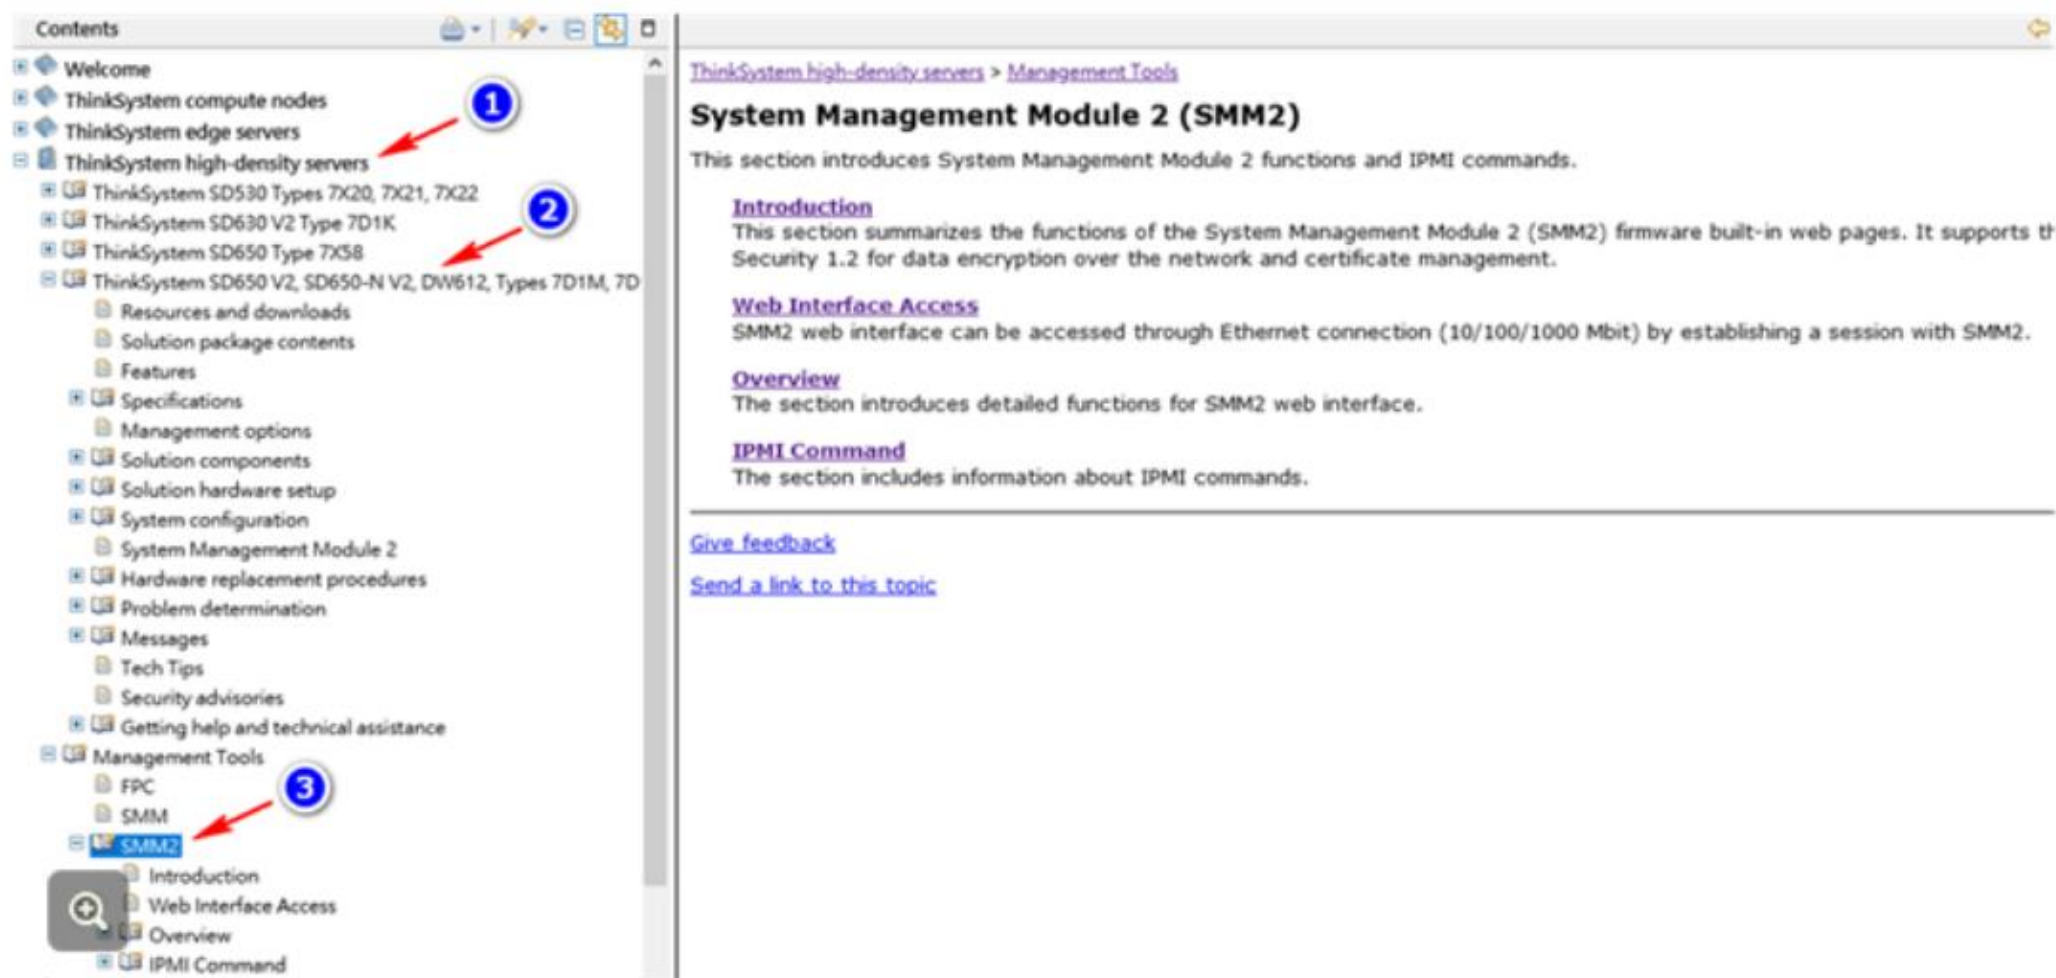 Contents
Welcome
ThinkSystem compute nodes
1
ThinkSystem edge servers
ThinkSystem high-density servers
ThinkSystem SD530 Types 7X20, 7X21, 7X22
2
ThinkSystem SD630 V2 Type 7D1K
ThinkSystem SD650 Type 7X58
ThinkSystem SD650 V2, SD650-N V2, DW612, Types 7D1M, 7D
Resources and downloads
Solution package contents
Features
Specifications
Management options
Solution components
Solution hardware setup
System configuration
System Management Module 2
Hardware replacement procedures
Problem determination
Messages
Tech Tips
Security advisories
Getting help and technical assistance
Management Tools
FPC
3
SMM
SMM2
Introduction
Web Interface Access
Overview
IPMI Command
ThinkSystem high-density servers > Management Tools
System Management Module 2 (SMM2)
This section introduces System Management Module 2 functions and IPMI commands.
Introduction
This section summarizes the functions of the System Management Module 2 (SMM2) firmware built-in web pages. It supports th
Security 1.2 for data encryption over the network and certificate management.
Web Interface Access
SMM2 web interface can be accessed through Ethernet connection (10/100/1000 Mbit) by establishing a session with SMM2.
Overview
The section introduces detailed functions for SMM2 web interface.
IPMI Command
The section includes information about IPMI commands.
Give feedback
Send a link to this topic